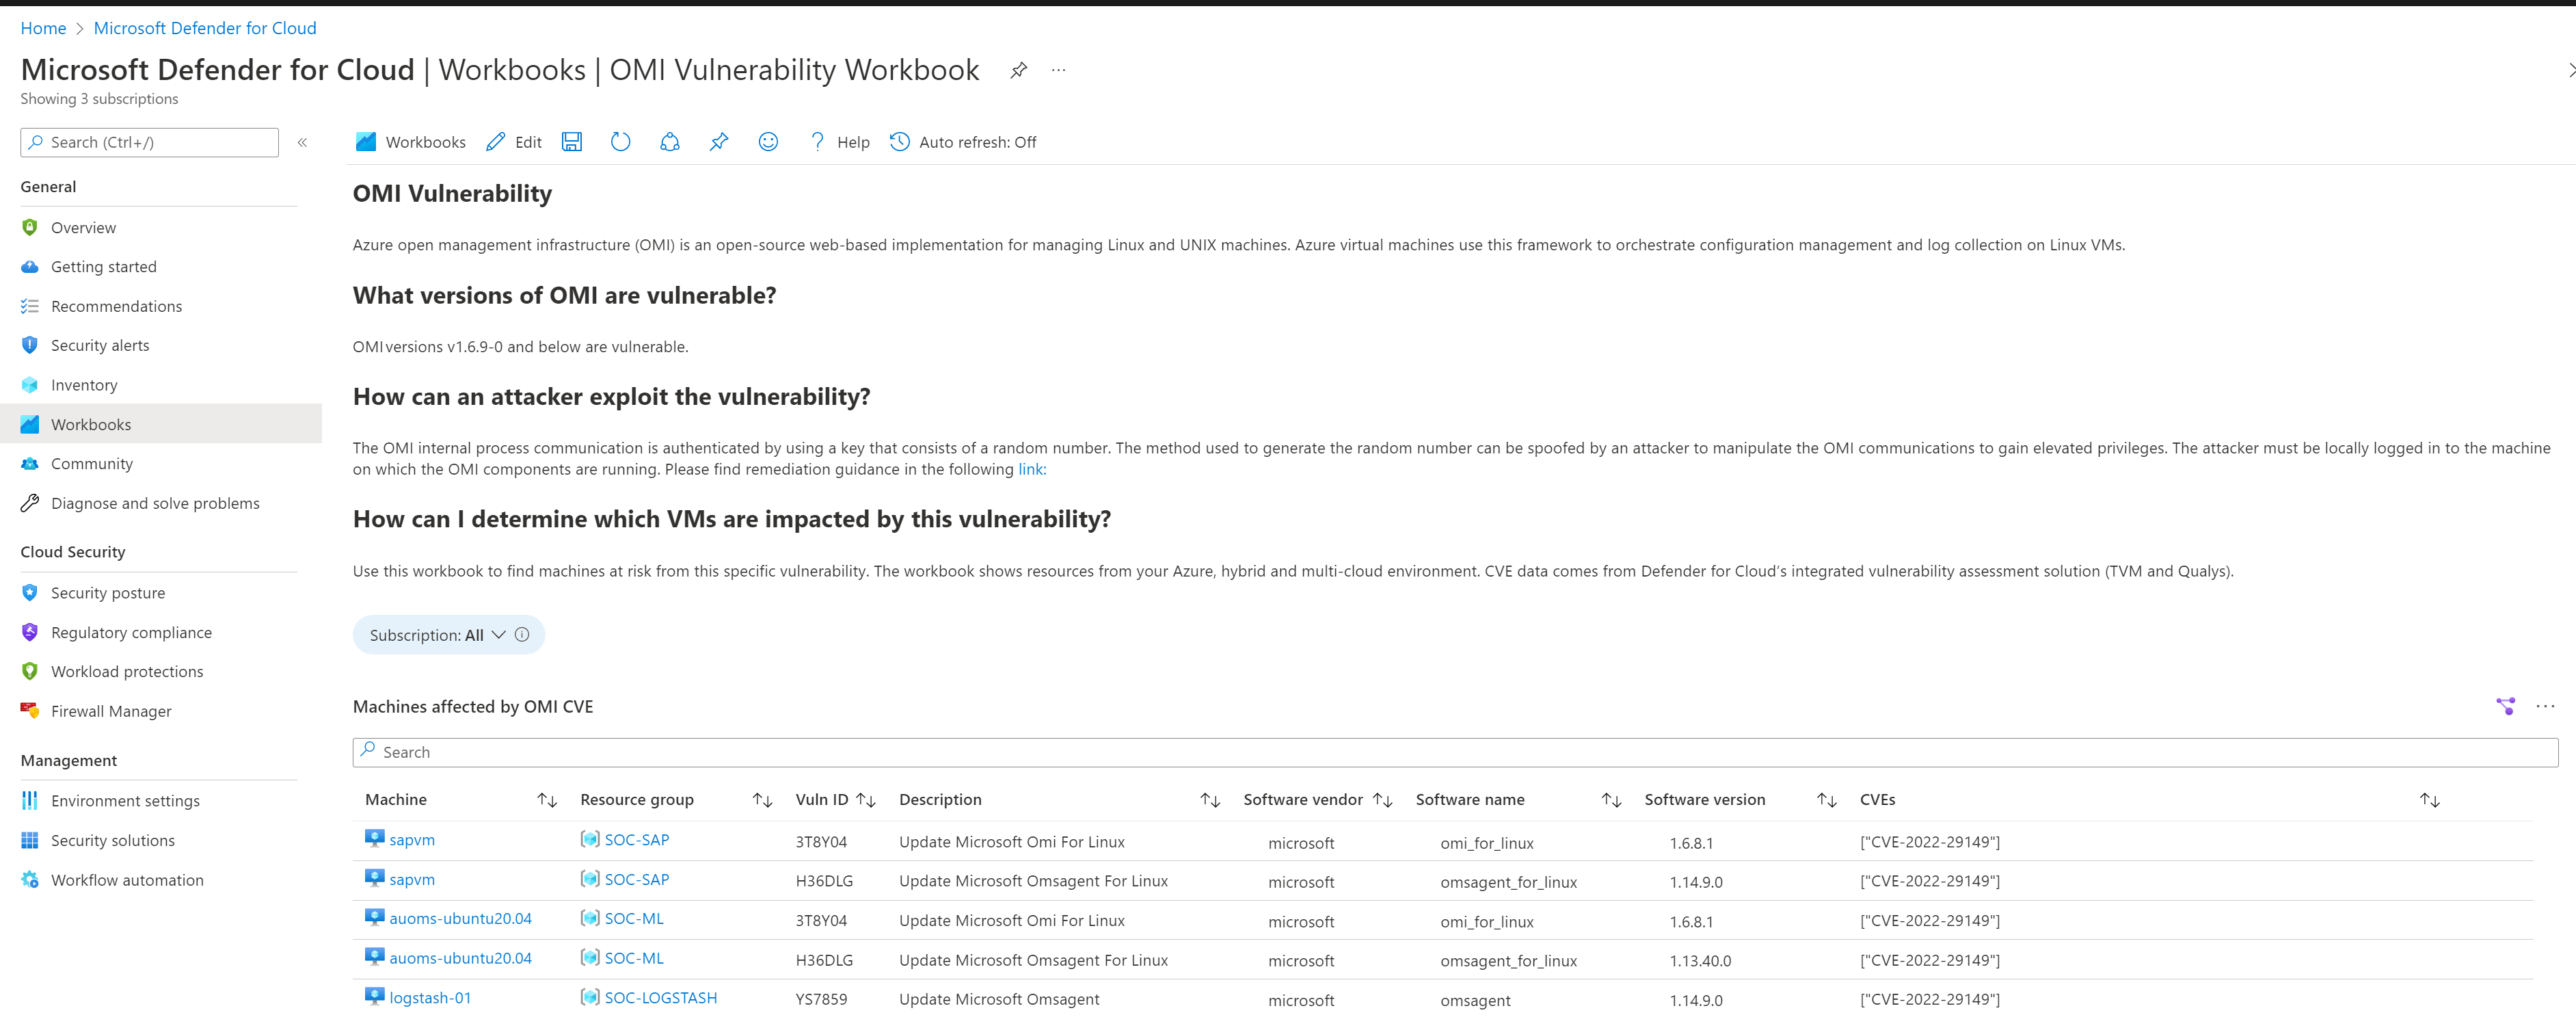 Home > Microsoft Defender for Cloud
Microsoft Defender for Cloud | Workbooks | OMI Vulnerability Workbook ···
Showing 3 subscriptions
Search (Ctrl+/) «
Workbooks Edit Help Auto refresh: Off
General
Overview
Getting started
Recommendations
Security alerts
Inventory
Workbooks
Community
Diagnose and solve problems
Cloud Security
Security posture
Regulatory compliance
Workload protections
Firewall Manager
Management
Environment settings
Security solutions
Workflow automation
OMI Vulnerability
Azure open management infrastructure (OMI) is an open-source web-based implementation for managing Linux and UNIX machines. Azure virtual machines use this framework to orchestrate configuration management and log collection on Linux VMs.
What versions of OMI are vulnerable?
OMI versions v1.6.9-0 and below are vulnerable.
How can an attacker exploit the vulnerability?
The OMI internal process communication is authenticated by using a key that consists of a random number. The method used to generate the random number can be spoofed by an attacker to manipulate the OMI communications to gain elevated privileges. The attacker must be locally logged in to the machine
on which the OMI components are running. Please find remediation guidance in the following link:
How can I determine which VMs are impacted by this vulnerability?
Use this workbook to find machines at risk from this specific vulnerability. The workbook shows resources from your Azure, hybrid and multi-cloud environment. CVE data comes from Defender for Cloud's integrated vulnerability assessment solution (TVM and Qualys).
Subscription: All
Machines affected by OMI CVE ···
Search
Machine Resource group Vuln ID Description Software vendor Software name Software version CVEs
sapvm SOC-SAP 3T8Y04 Update Microsoft Omi For Linux microsoft omi_for_linux 1.6.8.1 ["CVE-2022-29149"]
sapvm SOC-SAP H36DLG Update Microsoft Omsagent For Linux microsoft omsagent_for_linux 1.14.9.0 ["CVE-2022-29149"]
auoms-ubuntu20.04 SOC-ML 3T8Y04 Update Microsoft Omi For Linux microsoft omi_for_linux 1.6.8.1 ["CVE-2022-29149"]
auoms-ubuntu20.04 SOC-ML H36DLG Update Microsoft Omsagent For Linux microsoft omsagent_for_linux 1.13.40.0 ["CVE-2022-29149"]
logstash-01 SOC-LOGSTASH YS7859 Update Microsoft Omsagent microsoft omsagent 1.14.9.0 ["CVE-2022-29149"]